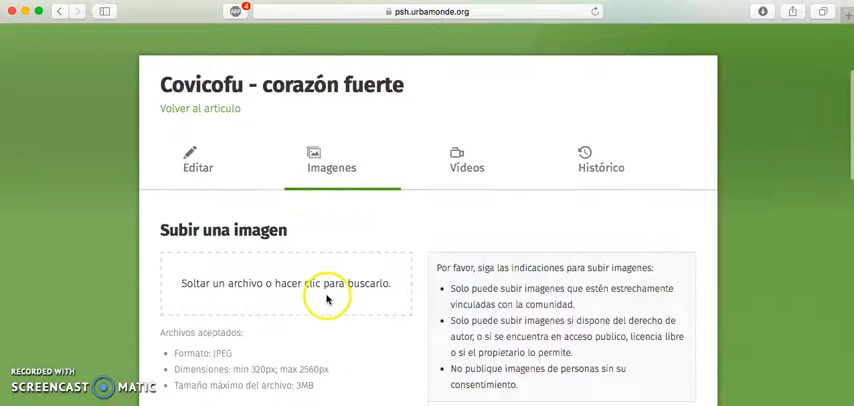 4
ABP
psh.urbamonde.org
Covicofu - corazón fuerte
Volver al artículo
Editar
Imagenes
Videos
Histórico
Subir una imagen
Soltar un archivo o hacer clic para buscarlo.
Archivos aceptados:
Formato: JPEG
Dimensiones: min 320px; max 2560px
Tamaño máximo del archivo: 3MB
Por favor, siga las indicaciones para subir imagenes:
Solo puede subir imagenes que estén estrechamente
vinculadas con la comunidad.
Solo puede subir imagenes si dispone del derecho de
autor, o si se encuentra en acceso publico, licencia libre
o si el propietario lo permite.
No publique imagenes de personas sin su
consentimiento.
RECORDED WITH
SCREENCAST MATIC